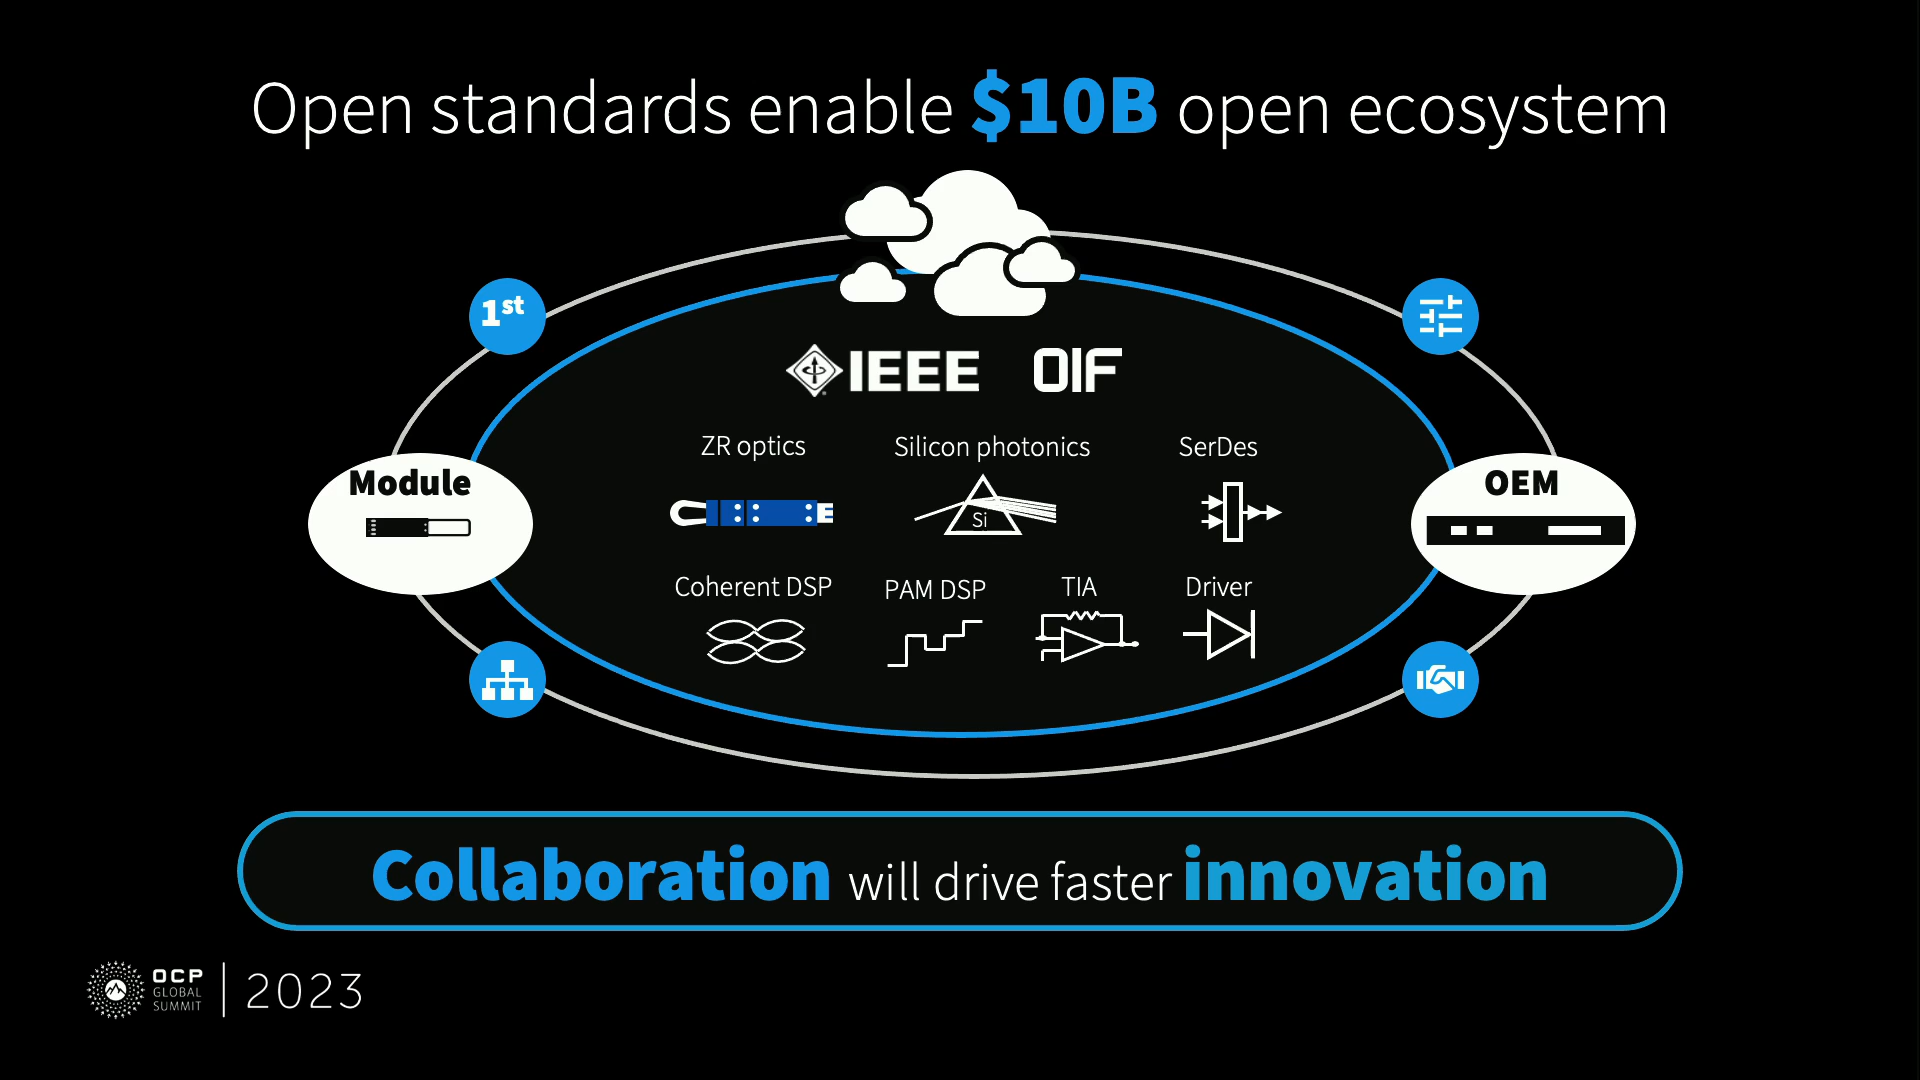 Open standards enable $10B open ecosystem
1st
IEEE OIF
ZR optics Silicon photonics SerDes
Module
OEM
Si
Coherent DSP PAM DSP TIA Driver
Collaboration will drive faster innovation
OCP
GLOBAL
SUMMIT
2023